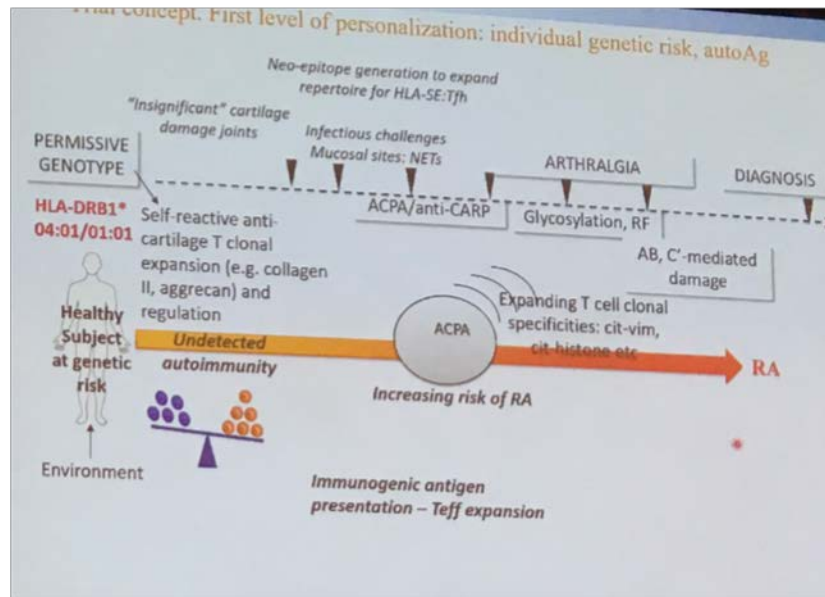 Trial concept. First level of personalization: individual genetic risk, autoAg
Neo-epitope generation to expand
repertoire for HLA-SE:Tfh
"Insignificant" cartilage
damage joints
Infectious challenges
Mucosal sites: NETs
PERMISSIVE
GENOTYPE
ARTHRALGIA
DIAGNOSIS
HLA-DRB1*
04:01/01:01
Self-reactive anti-
cartilage T clonal
expansion (e.g. collagen
II, aggrecan) and
regulation
ACPA/anti-CARP
Glycosylation, RF
AB, C'-mediated
damage
Healthy
Subject
at genetic
risk
Undetected
autoimmunity
ACPA
Expanding T cell clonal
specificities: cit-vim,
cit-histone etc
RA
Increasing risk of RA
Environment
Immunogenic antigen
presentation – Teff expansion